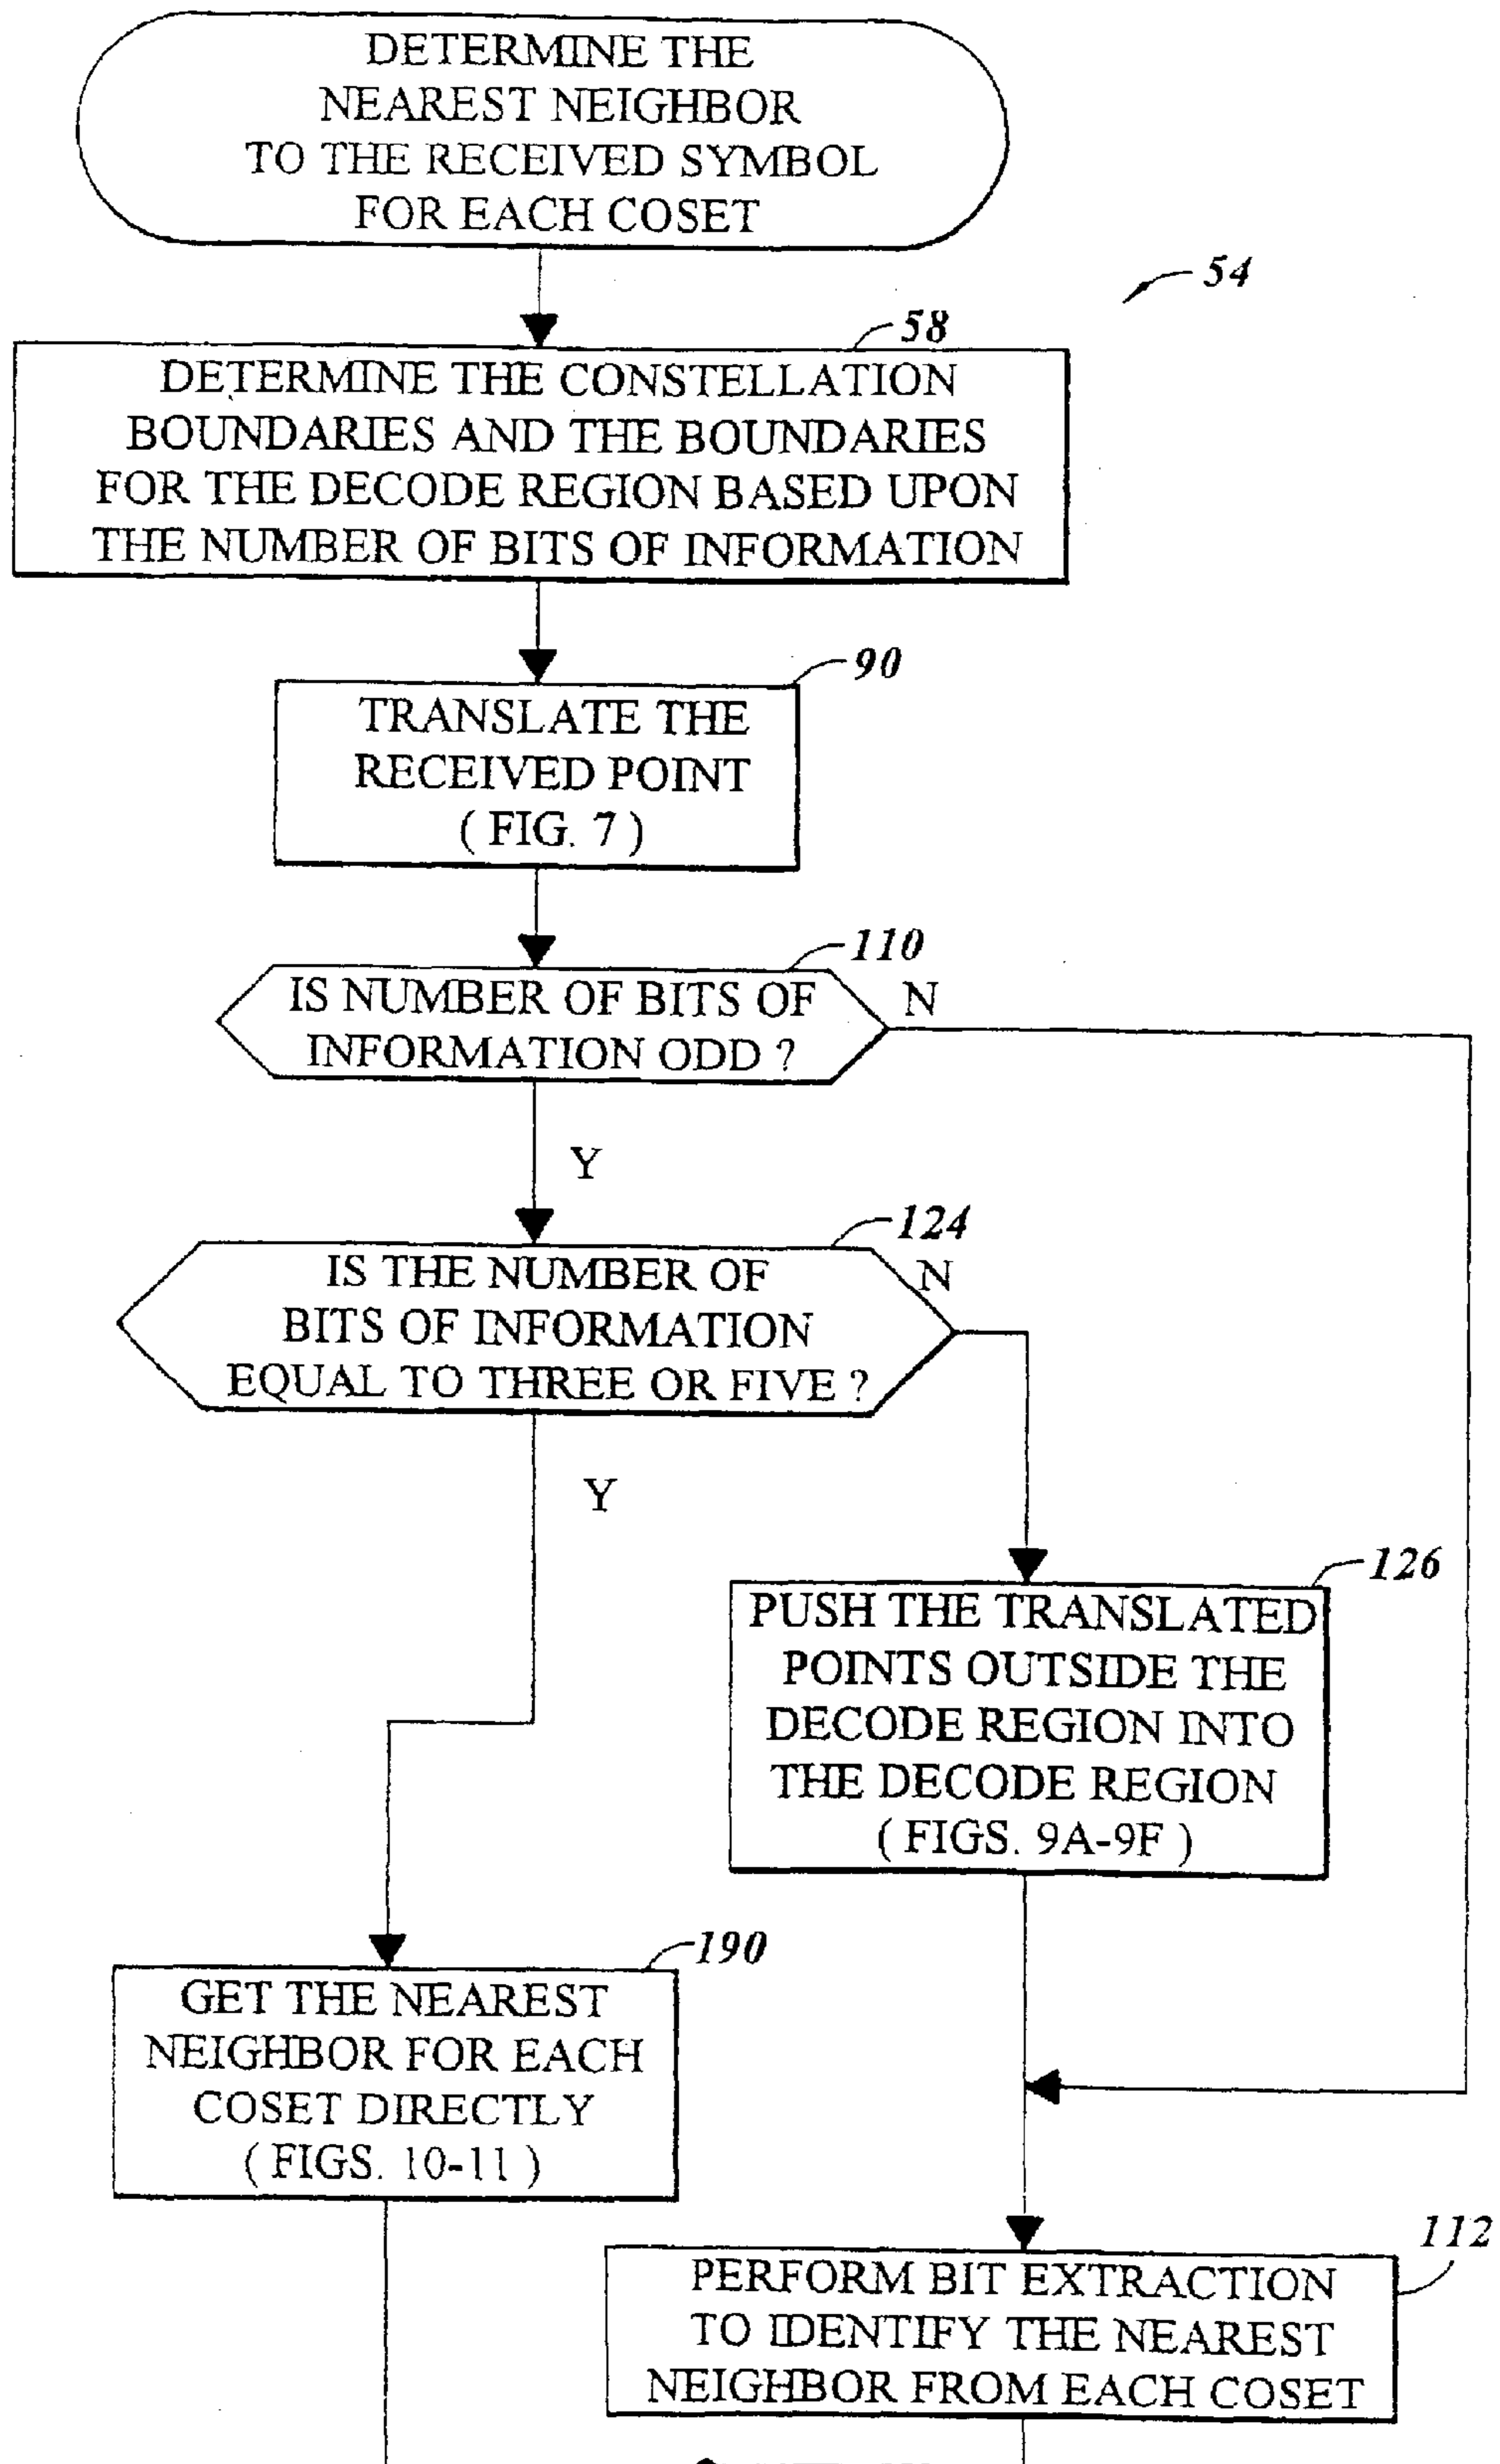 DETERMINE THE
NEAREST NEIGHBOR
TO THE RECEIVED SYMBOL
FOR EACH COSET
54
58
DETERMINE THE CONSTELLATION
BOUNDARIES AND THE BOUNDARIES
FOR THE DECODE REGION BASED UPON
THE NUMBER OF BITS OF INFORMATION
90
TRANSLATE THE
RECEIVED POINT
( FIG. 7 )
110
IS NUMBER OF BITS OF
INFORMATION ODD ?
N
Y
124
IS THE NUMBER OF
BITS OF INFORMATION
EQUAL TO THREE OR FIVE ?
N
Y
126
PUSH THE TRANSLATED
POINTS OUTSIDE THE
DECODE REGION INTO
THE DECODE REGION
( FIGS. 9A-9F )
190
GET THE NEAREST
NEIGHBOR FOR EACH
COSET DIRECTLY
( FIGS. 10-11 )
112
PERFORM BIT EXTRACTION
TO IDENTIFY THE NEAREST
NEIGHBOR FROM EACH COSET